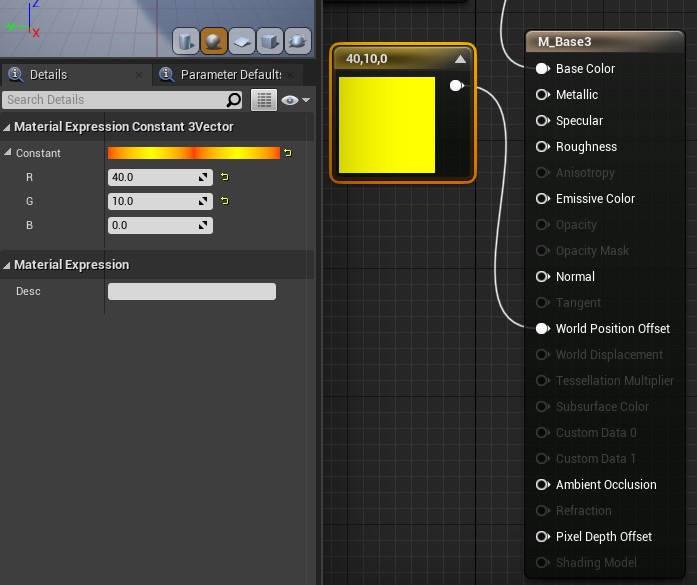 Z
Y
X
Details
Parameter Defaults
Search Details
Material Expression Constant 3Vector
Constant
R
40.0
G
10.0
B
0.0
Material Expression
Desc
40,10,0
M_Base3
Base Color
Metallic
Specular
Roughness
Anisotropy
Emissive Color
Opacity
Opacity Mask
Normal
Tangent
World Position Offset
World Displacement
Tessellation Multiplier
Subsurface Color
Custom Data 0
Custom Data 1
Ambient Occlusion
Refraction
Pixel Depth Offset
Shading Model